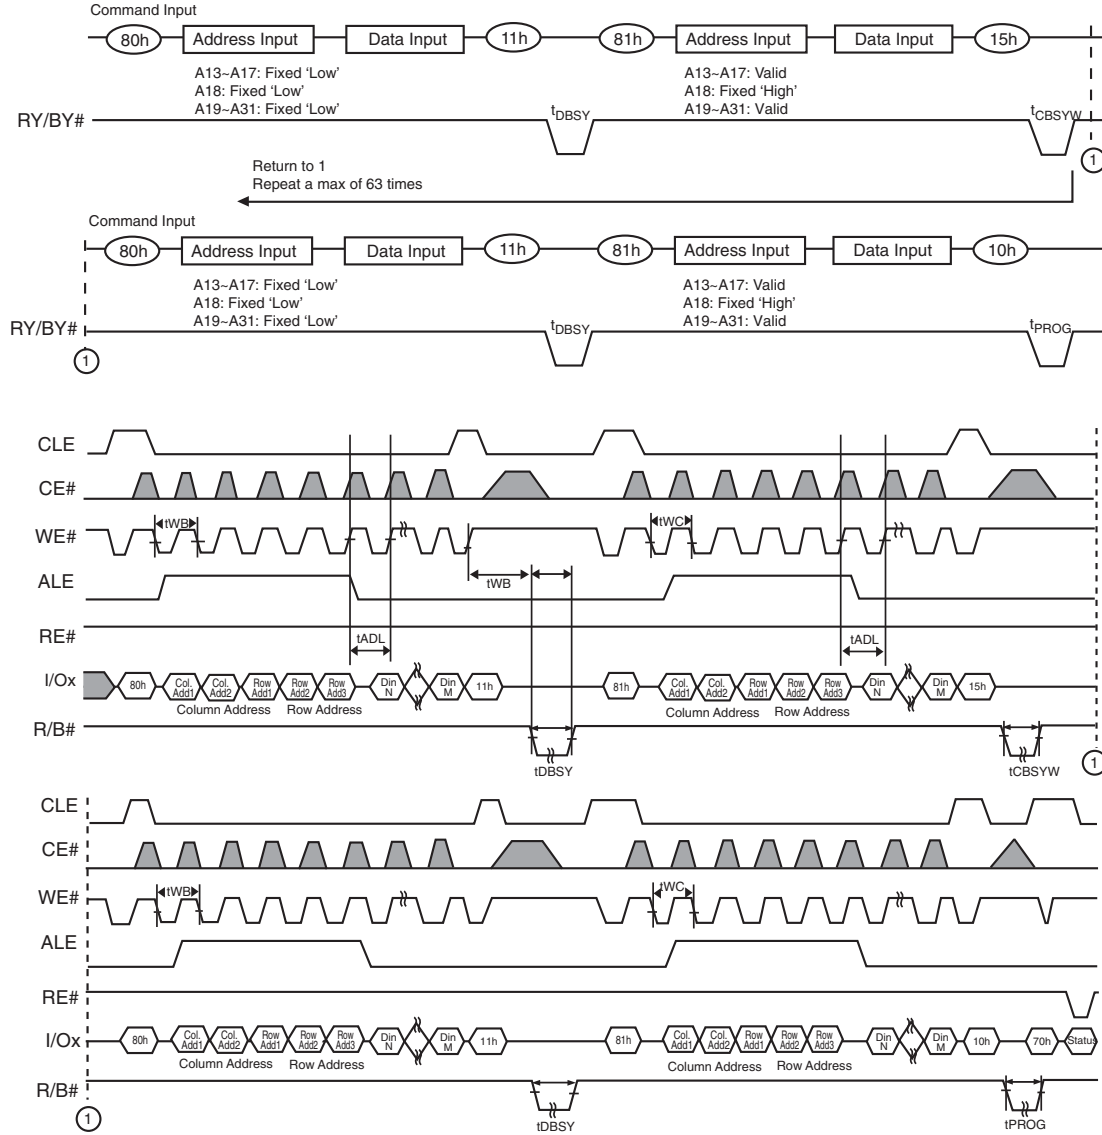 Command Input
80h Address Input Data Input 11h 81h Address Input Data Input 15h
A13~A17: Fixed ‘Low’ A13~A17: Valid
A18: Fixed ‘Low’ A18: Fixed ‘High’
A19~A31: Fixed ‘Low’ A19~A31: Valid
RY/BY# tDBSY tCBSYW
1
Return to 1
Repeat a max of 63 times
Command Input
80h Address Input Data Input 11h 81h Address Input Data Input 10h
A13~A17: Fixed ‘Low’ A13~A17: Valid
A18: Fixed ‘Low’ A18: Fixed ‘High’
A19~A31: Fixed ‘Low’ A19~A31: Valid
RY/BY# tDBSY tPROG
1
CLE
CE#
WE# tWB tWC
ALE tWB
RE#
tADL tADL
I/Ox 80h Col. Add1 Col. Add2 Row Add1 Row Add2 Row Add3 Din N Din M 11h 81h Col. Add1 Col. Add2 Row Add1 Row Add2 Row Add3 Din N Din M 15h
Column Address Row Address Column Address Row Address
R/B#
tDBSY tCBSYW 1
CLE
CE#
WE# tWB tWC
ALE
RE#
I/Ox 80h Col. Add1 Col. Add2 Row Add1 Row Add2 Row Add3 Din N Din M 11h 81h Col. Add1 Col. Add2 Row Add1 Row Add2 Row Add3 Din N Din M 10h 70h Status
Column Address Row Address Column Address Row Address
R/B#
1 tDBSY tPROG